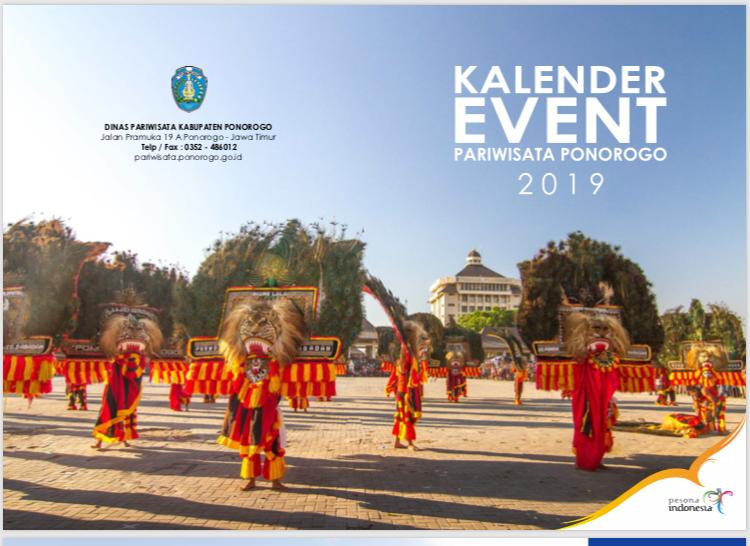 DINAS PARIWISATA KABUPATEN PONOROGO
Jalan Pramuka 19 A Ponorogo - Jawa Timur
Telp / Fax : 0352 - 486012
pariwisata.ponorogo.go.id
KALENDER
EVENT
PARIWISATA PONOROGO
2019
pesona
indonesia